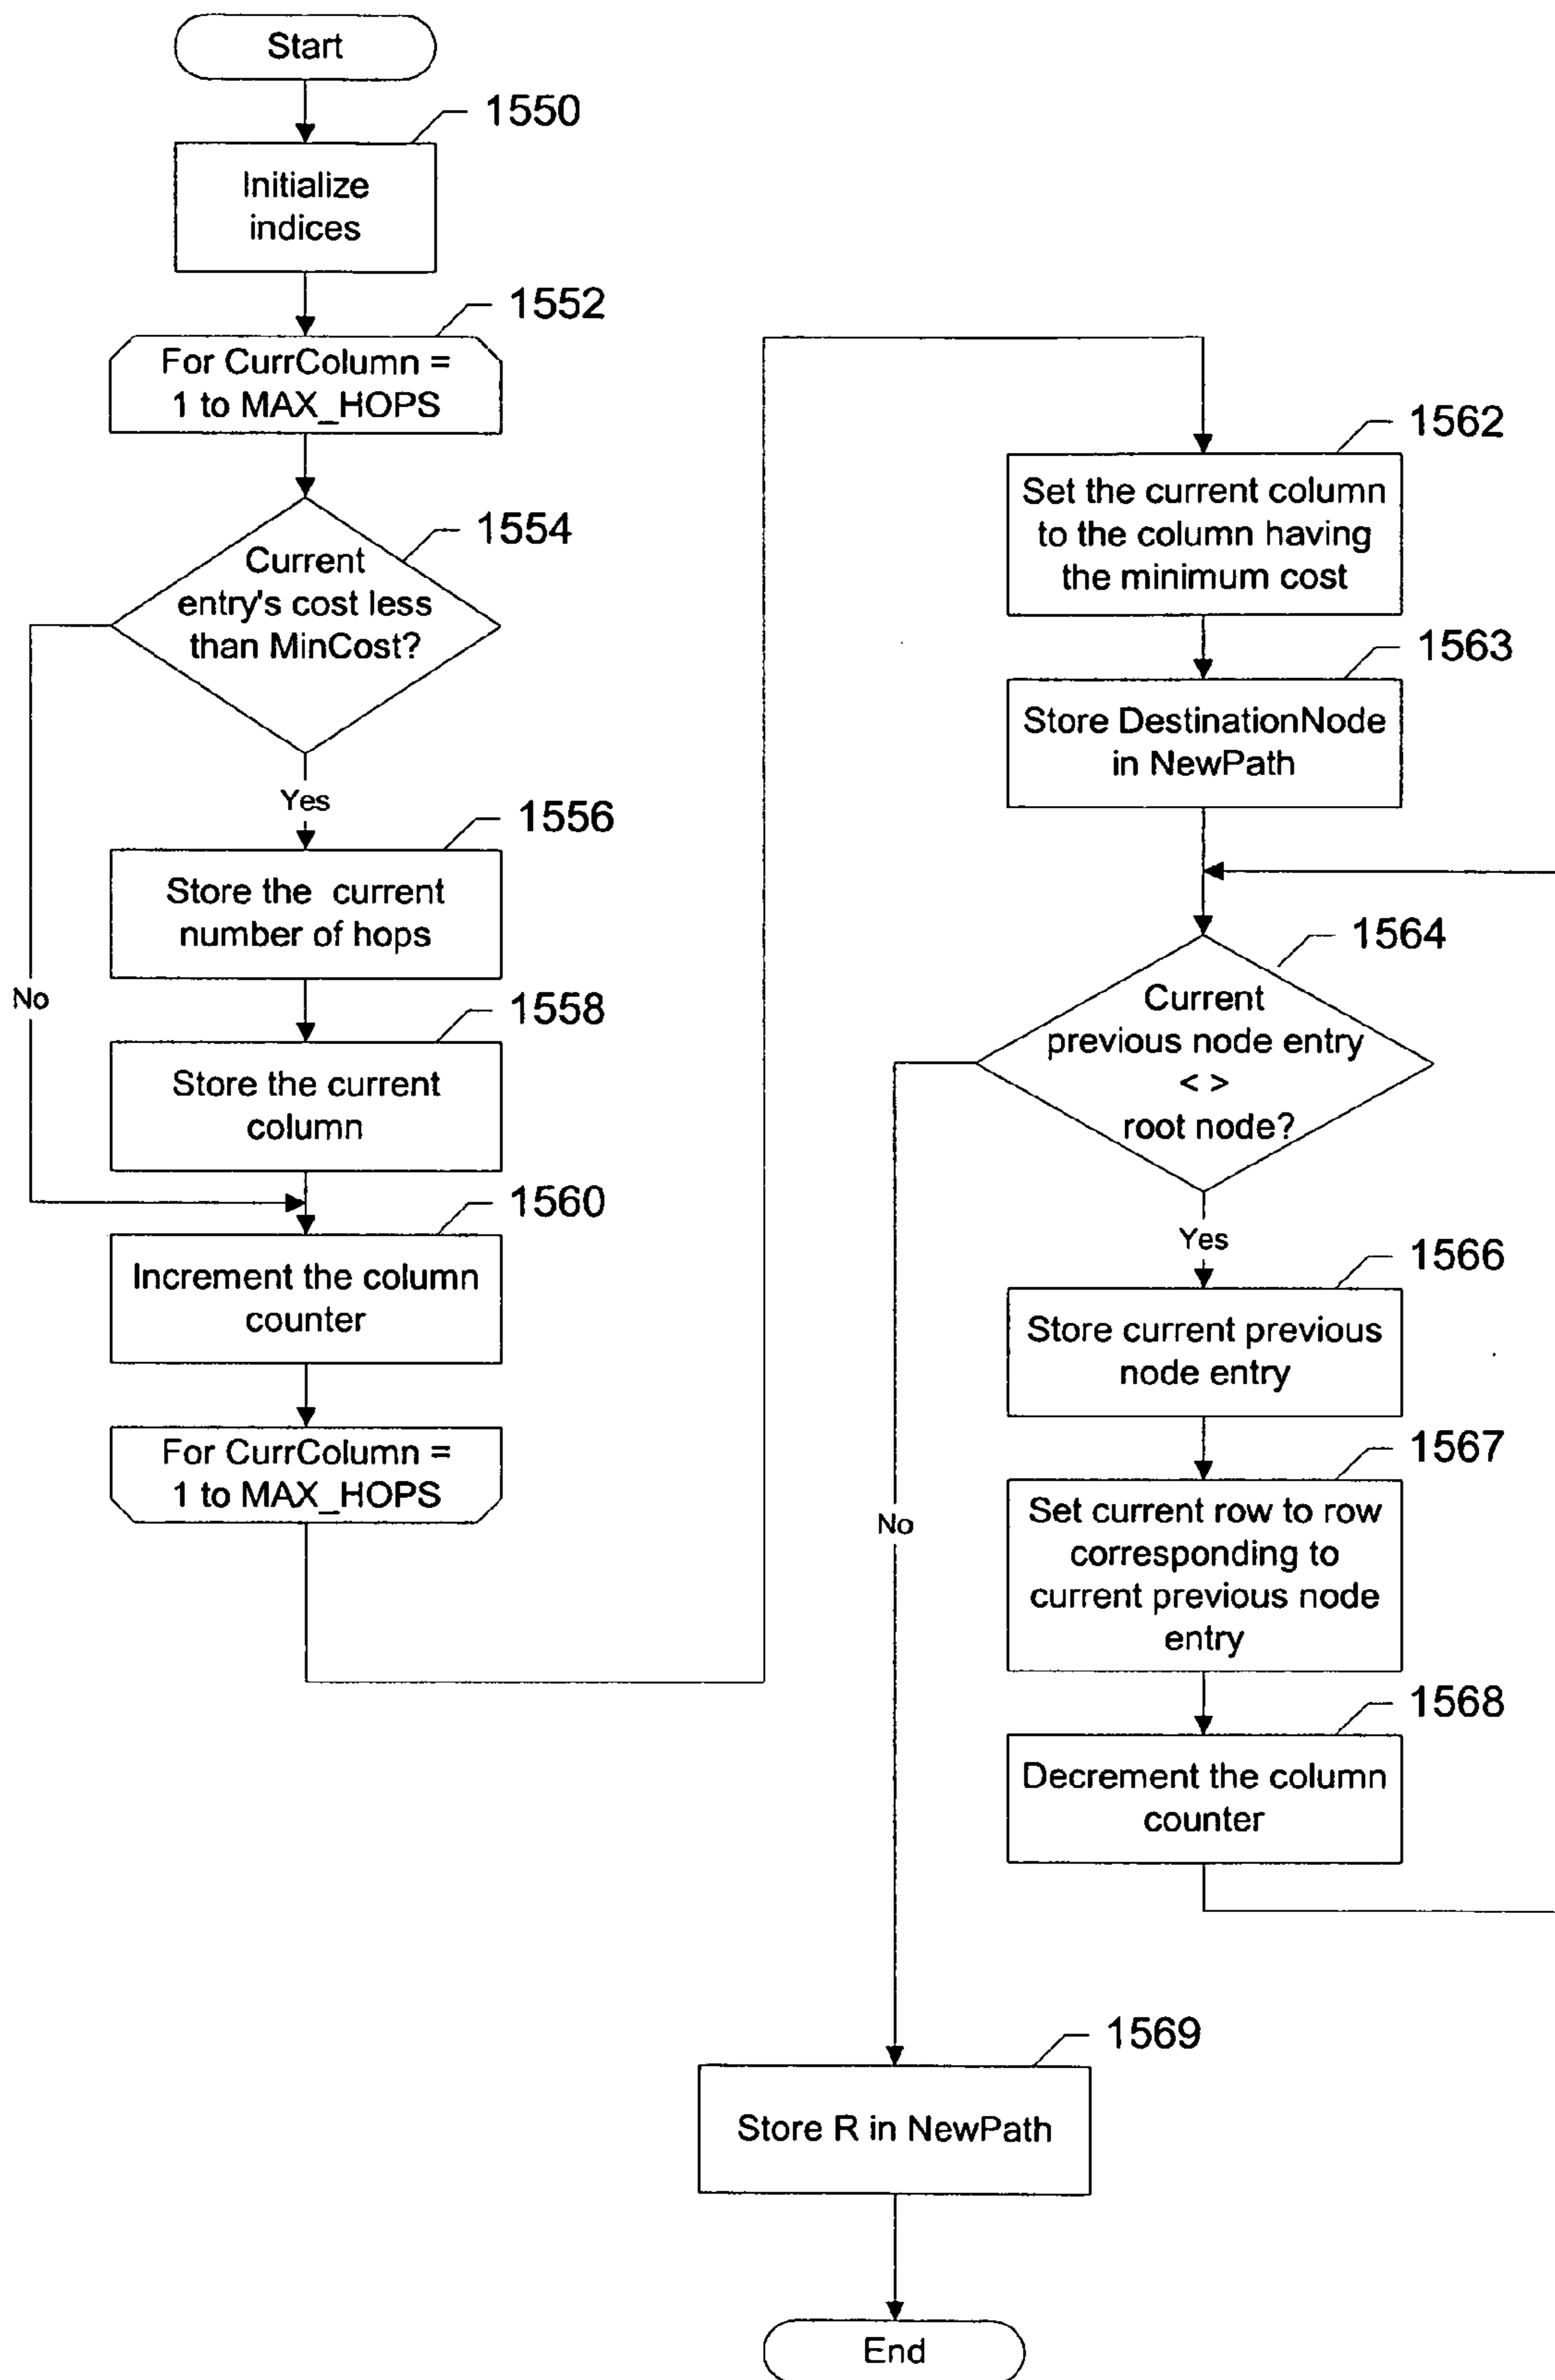 Start
1550
Initialize
indices
1552
For CurrColumn =
1 to MAX_HOPS
1554
Current
entry's cost less
than MinCost?
Yes
1556
Store the current
number of hops
No
1558
Store the current
column
1560
Increment the column
counter
For CurrColumn =
1 to MAX_HOPS
1562
Set the current column
to the column having
the minimum cost
1563
Store DestinationNode
in NewPath
1564
Current
previous node entry
< >
root node?
Yes
1566
Store current previous
node entry
1567
Set current row to row
corresponding to
current previous node
entry
No
1568
Decrement the column
counter
1569
Store R in NewPath
End